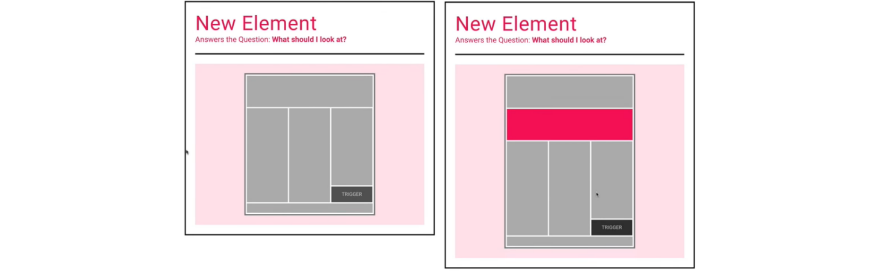 New Element
Answers the Question: What should I look at?
TRIGGER
New Element
Answers the Question: What should I look at?
TRIGGER